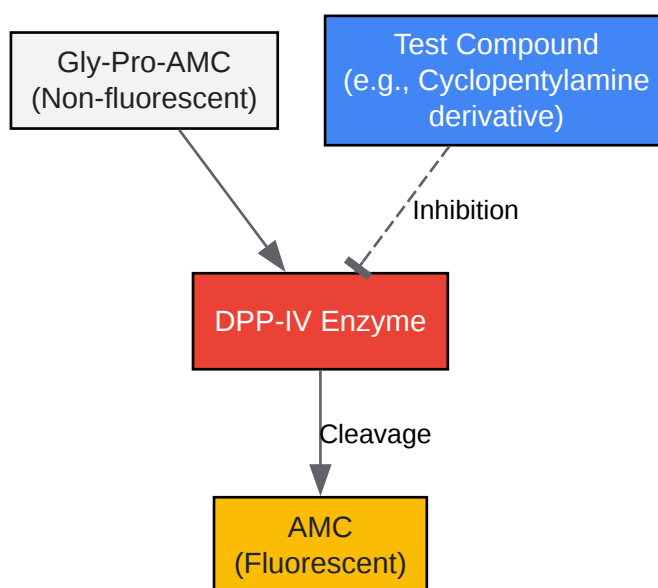 Gly-Pro-AMC
(Non-fluorescent)
Test Compound
(e.g., Cyclopentylamine
derivative)
Inhibition
DPP-IV Enzyme
Cleavage
AMC
(Fluorescent)